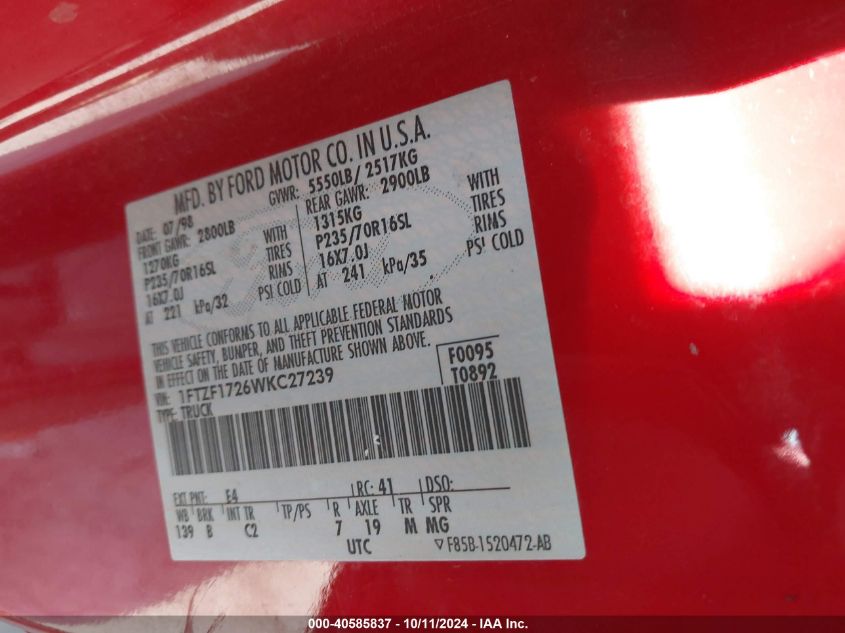 MFD. BY FORD MOTOR CO. IN U.S.A.
DATE: 07/98 GVWR: 5550LB/ 2517KG
FRONT GAWR: 2800LB REAR GAWR: 2900LB
1270KG WITH 1315KG WITH
P235/70R16SL TIRES P235/70R16SL TIRES
16X7.0J RIMS 16X7.0J RIMS
AT 221 kPa/32 PSI COLD AT 241 kPa/35 PSI COLD
THIS VEHICLE CONFORMS TO ALL APPLICABLE FEDERAL MOTOR
VEHICLE SAFETY, BUMPER, AND THEFT PREVENTION STANDARDS
IN EFFECT ON THE DATE OF MANUFACTURE SHOWN ABOVE.
VIN: 1FTZF1726WKC27239 F0095
TYPE: TRUCK T0892
EXT PNT: E4 RC: 41 DSO:
WB BRK INT TR TP/PS R AXLE TR SPR
139 B C2 7 19 M MG
UTC ▽F85B-1520472-AB
000-40585837 - 10/11/2024 - IAA Inc.